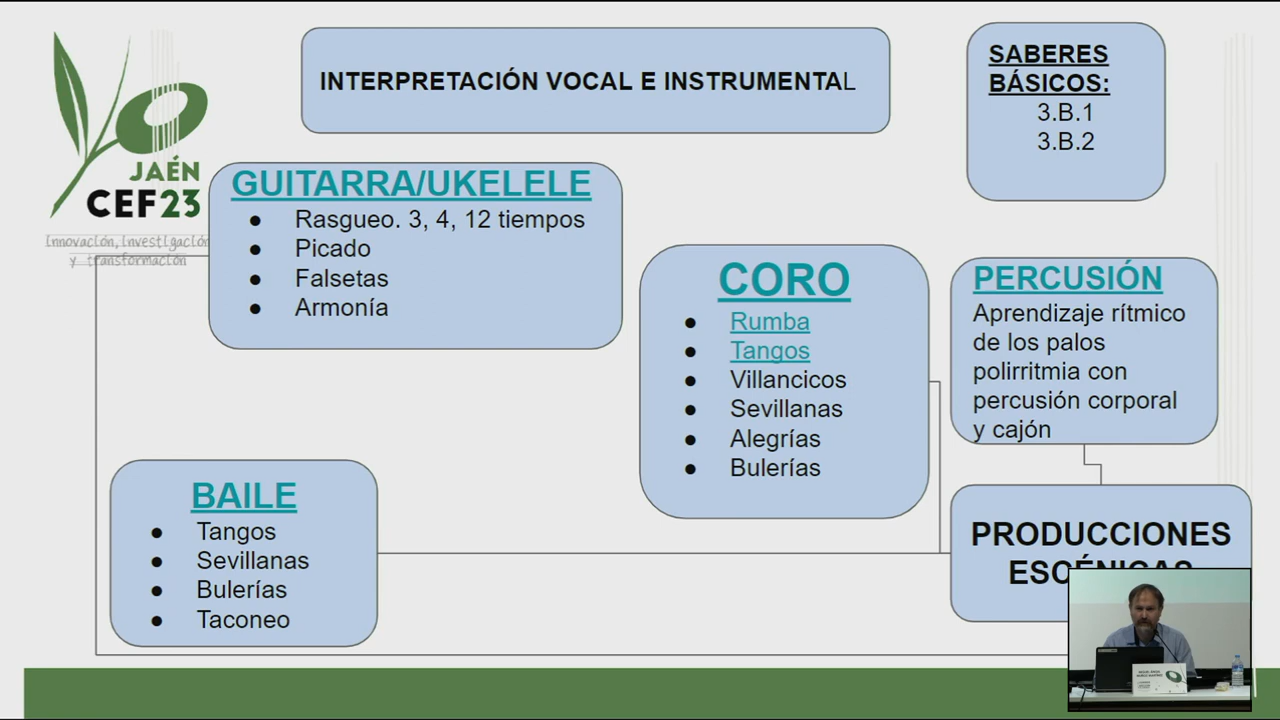 INTERPRETACIÓN VOCAL E INSTRUMENTAL
SABERES
BÁSICOS:
3.B.1
3.B.2
JAÉN
CEF23
Innovación, Investigación
y transformación
GUITARRA/UKELELE
● Rasgueo. 3, 4, 12 tiempos
● Picado
● Falsetas
● Armonía
CORO
● Rumba
● Tangos
● Villancicos
● Sevillanas
● Alegrías
● Bulerías
PERCUSIÓN
Aprendizaje rítmico
de los palos
polirritmia con
percusión corporal
y cajón
BAILE
● Tangos
● Sevillanas
● Bulerías
● Taconeo
PRODUCCIONES
ESCÉNICAS